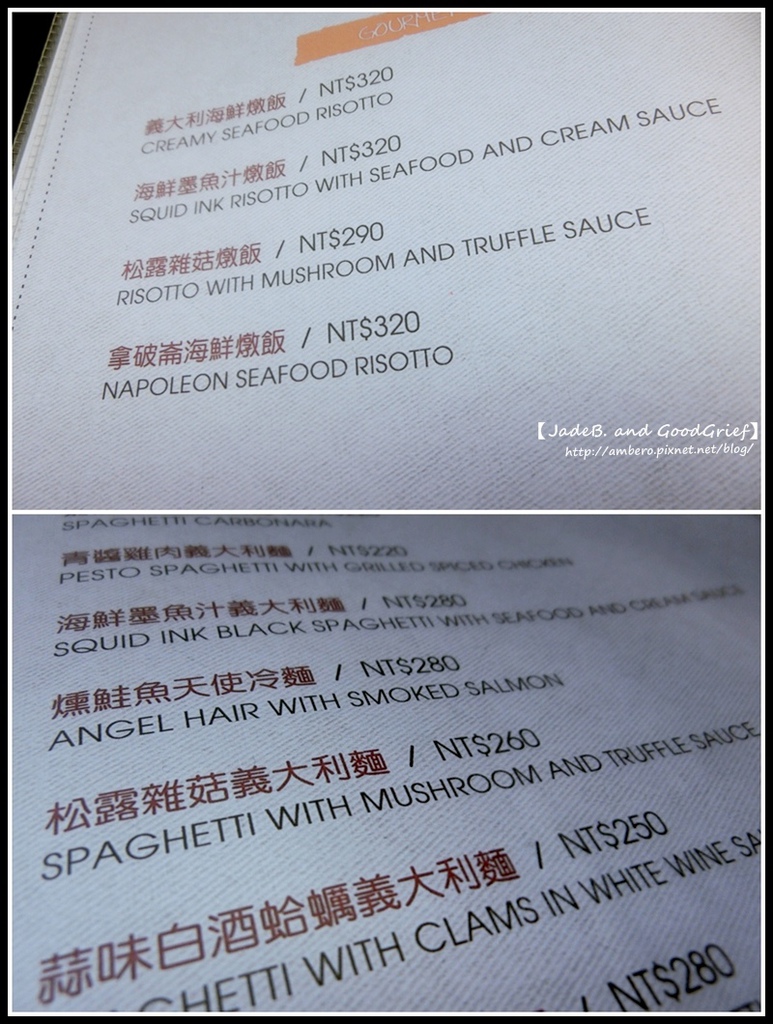 GOURME
義大利海鮮燉飯 / NT$320
CREAMY SEAFOOD RISOTTO
海鮮墨魚汁燉飯 / NT$320
SQUID INK RISOTTO WITH SEAFOOD AND CREAM SAUCE
松露雜菇燉飯 / NT$290
RISOTTO WITH MUSHROOM AND TRUFFLE SAUCE
拿破崙海鮮燉飯 / NT$320
NAPOLEON SEAFOOD RISOTTO
【JadeB. and GoodGrief】
http://ambero.pixnet.net/blog/
SPAGHETTI CARBONARA
青醬雞肉義大利麵 / NT$220
PESTO SPAGHETTI WITH GRILLED SPICED CHICKEN
海鮮墨魚汁義大利麵 / NT$280
SQUID INK BLACK SPAGHETTI WITH SEAFOOD AND CREAM SAUCE
燻鮭魚天使冷麵 / NT$280
ANGEL HAIR WITH SMOKED SALMON
松露雜菇義大利麵 / NT$260
SPAGHETTI WITH MUSHROOM AND TRUFFLE SAUCE
蒜味白酒蛤蠣義大利麵 / NT$250
GHETTI WITH CLAMS IN WHITE WINE SA
/ NT$280